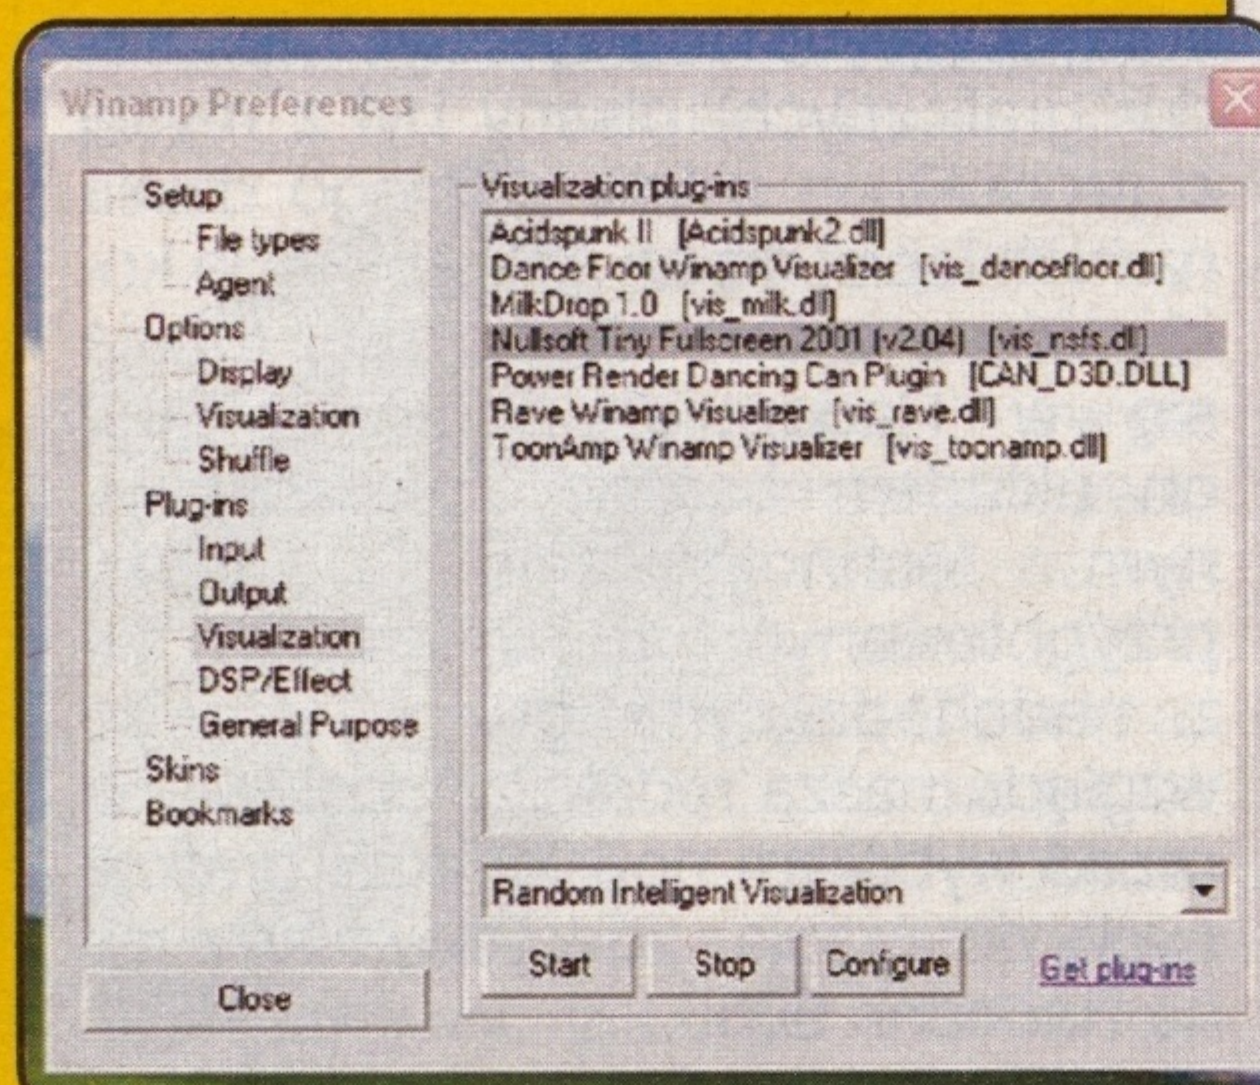 Winamp Preferences
Setup
File types
Agent
Options
Display
Visualization
Shuffle
Plug-ins
Input
Output
Visualization
DSP/Effect
General Purpose
Skins
Bookmarks
Close
Visualization plug-ins
Acidspunk II [Acidspunk2.dll]
Dance Floor Winamp Visualizer [vis_dancefloor.dll]
MilkDrop 1.0 [vis_milk.dll]
Nullsoft Tiny Fullscreen 2001 (v2.04) [vis_nsfs.dll]
Power Render Dancing Can Plugin [CAN_D3D.DLL]
Rave Winamp Visualizer [vis_rave.dll]
ToonAmp Winamp Visualizer [vis_toonamp.dll]
Random Intelligent Visualization
Start Stop Configure Get plug-ins